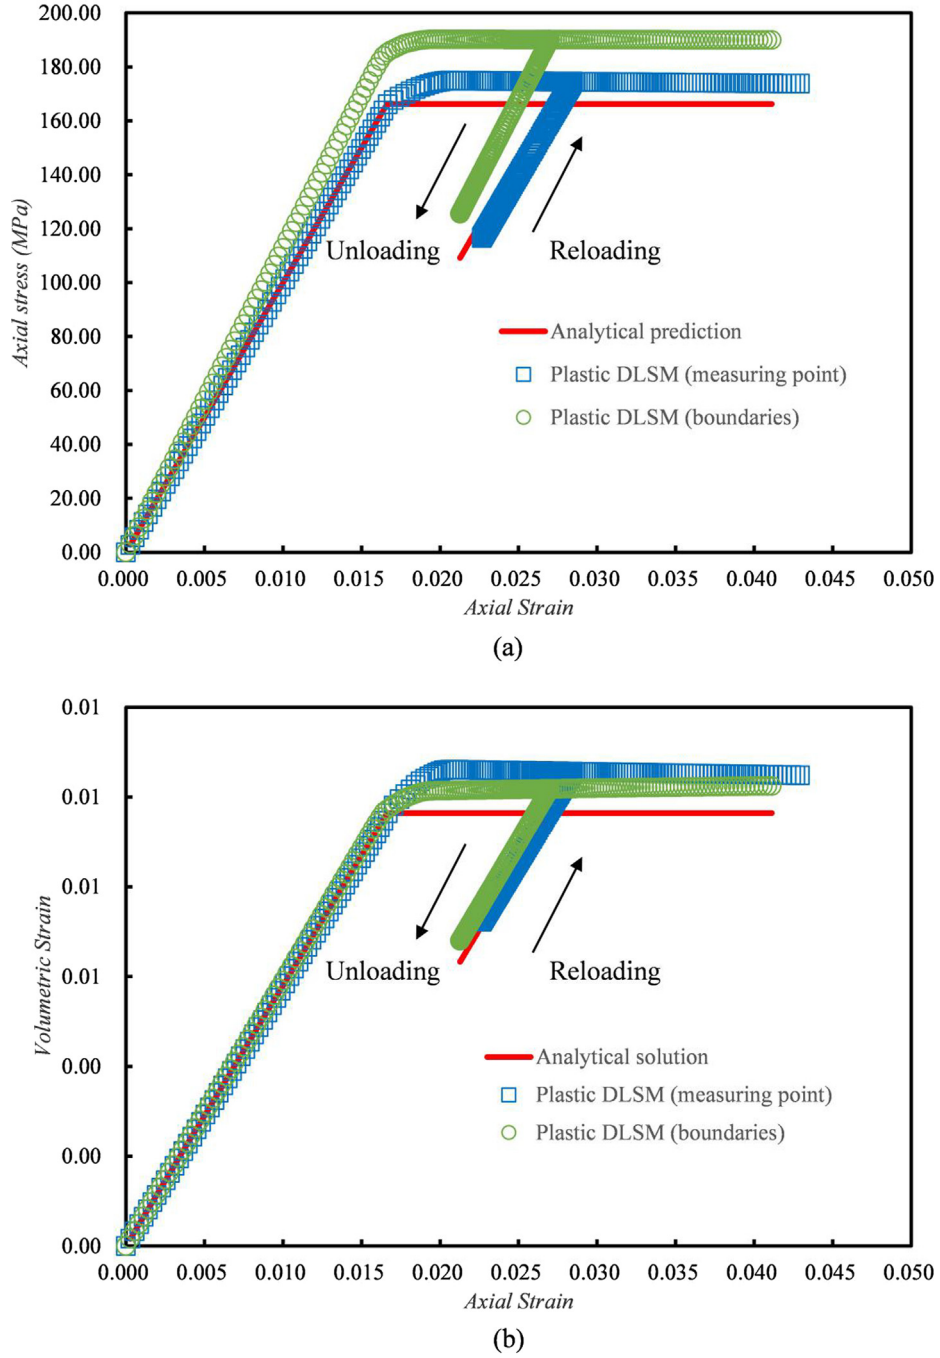 200.00
180.00
160.00
140.00
120.00
100.00
80.00
60.00
40.00
20.00
0.00
Axial stress (MPa)
Unloading
Reloading
Analytical prediction
Plastic DLSM (measuring point)
Plastic DLSM (boundaries)
0.000 0.005 0.010 0.015 0.020 0.025 0.030 0.035 0.040 0.045 0.050
Axial Strain
(a)
0.01
0.01
0.01
0.01
0.00
0.00
0.00
Volumetric Strain
Unloading
Reloading
Analytical solution
Plastic DLSM (measuring point)
Plastic DLSM (boundaries)
0.000 0.005 0.010 0.015 0.020 0.025 0.030 0.035 0.040 0.045 0.050
Axial Strain
(b)